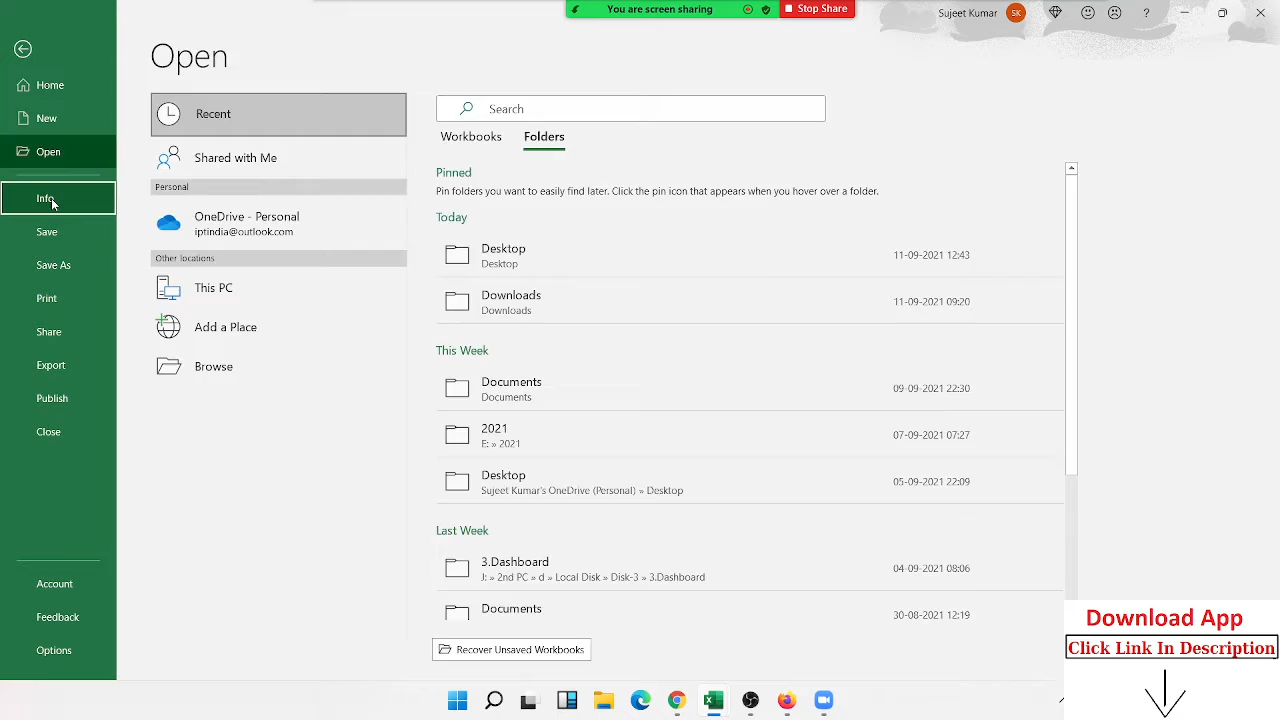 You are screen sharing
Stop Share
Sujeet Kumar
SK
?
Open
Home
New
Open
Info
Save
Save As
Print
Share
Export
Publish
Close
Account
Feedback
Options
Recent
Shared with Me
Personal
OneDrive - Personal
iptindia@outlook.com
Other locations
This PC
Add a Place
Browse
Search
Workbooks Folders
Pinned
Pin folders you want to easily find later. Click the pin icon that appears when you hover over a folder.
Today
Desktop
Desktop
11-09-2021 12:43
Downloads
Downloads
11-09-2021 09:20
This Week
Documents
Documents
09-09-2021 22:30
2021
E: » 2021
07-09-2021 07:27
Desktop
Sujeet Kumar's OneDrive (Personal) » Desktop
05-09-2021 22:09
Last Week
3.Dashboard
J: » 2nd PC » d » Local Disk » Disk-3 » 3.Dashboard
04-09-2021 08:06
Documents
30-08-2021 12:19
Recover Unsaved Workbooks
Download App
Click Link In Description